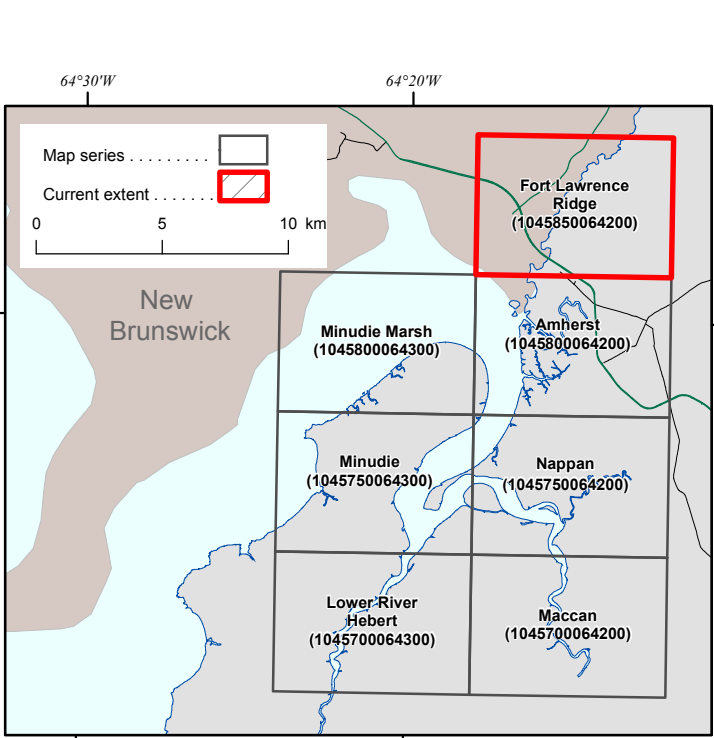 64°30'W
64°20'W
Map series . . . . . . . . .
Current extent . . . . . . .
0 5 10 km
Fort Lawrence
Ridge
(1045850064200)
New
Brunswick
Minudie Marsh
(1045800064300)
Amherst
(1045800064200)
Minudie
(1045750064300)
Nappan
(1045750064200)
Lower River
Hebert
(1045700064300)
Maccan
(1045700064200)